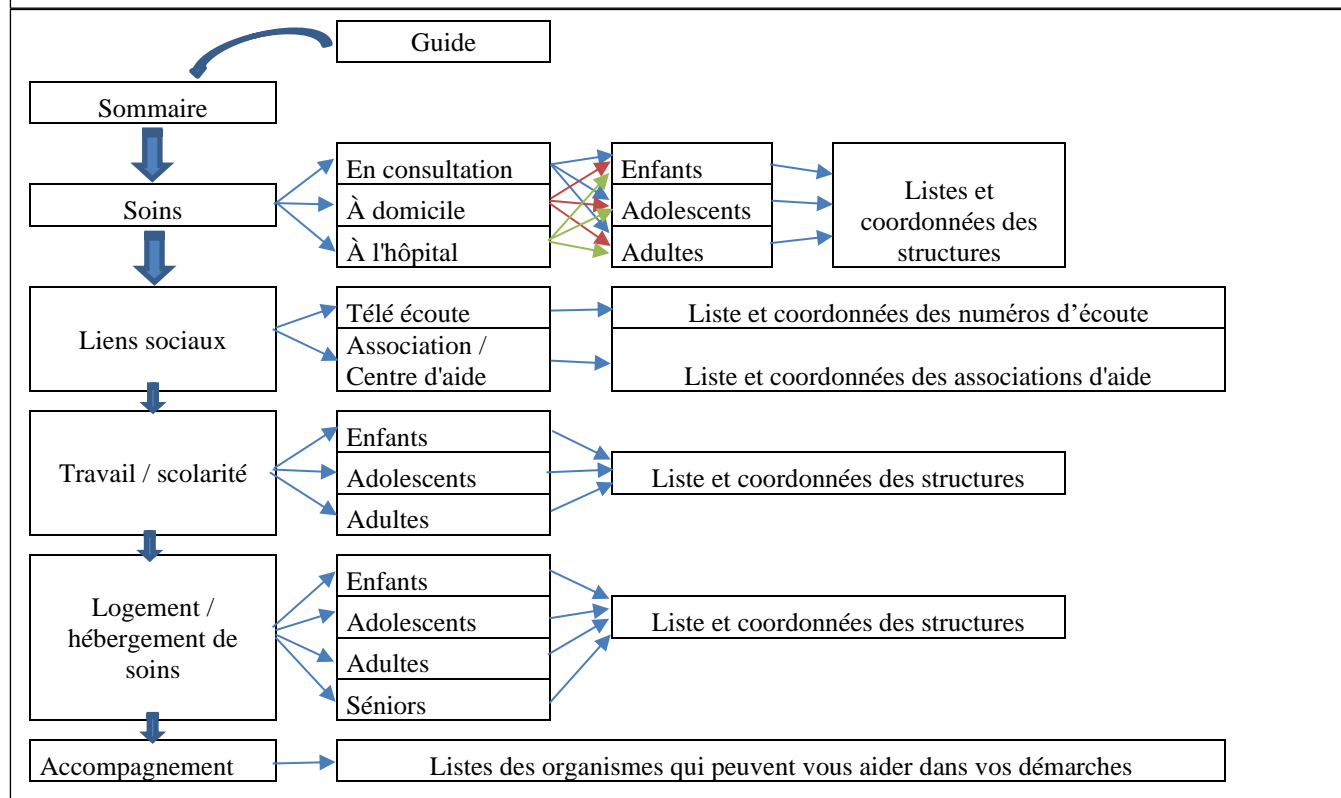 Guide
Sommaire
Soins
En consultation
À domicile
À l'hôpital
Enfants
Adolescents
Adultes
Listes et
coordonnées des
structures
Liens sociaux
Télé écoute
Association /
Centre d'aide
Liste et coordonnées des numéros d’écoute
Liste et coordonnées des associations d'aide
Travail / scolarité
Enfants
Adolescents
Adultes
Liste et coordonnées des structures
Logement /
hébergement de
soins
Enfants
Adolescents
Adultes
Séniors
Liste et coordonnées des structures
Accompagnement
Listes des organismes qui peuvent vous aider dans vos démarches